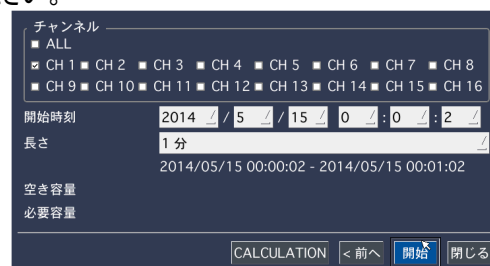 ださい。
チャンネル
ALL
CH 1 CH 2 CH 3 CH 4 CH 5 CH 6 CH 7 CH 8
CH 9 CH 10 CH 11 CH 12 CH 13 CH 14 CH 15 CH 16
開始時刻 2014 / 5 / 15 0 : 0 : 2
長さ 1 分
2014/05/15 00:00:02 - 2014/05/15 00:01:02
空き容量
必要容量
CALCULATION <前へ 開始 閉じる